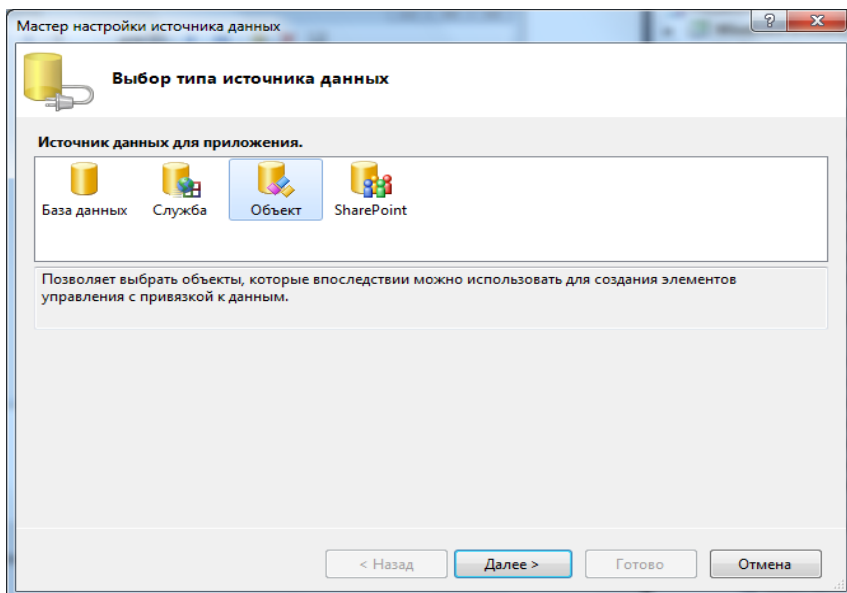 Мастер настройки источника данных
Выбор типа источника данных
Источник данных для приложения.
База данных Служба Объект SharePoint
Позволяет выбрать объекты, которые впоследствии можно использовать для создания элементов
управления с привязкой к данным.
< Назад Далее > Готово Отмена